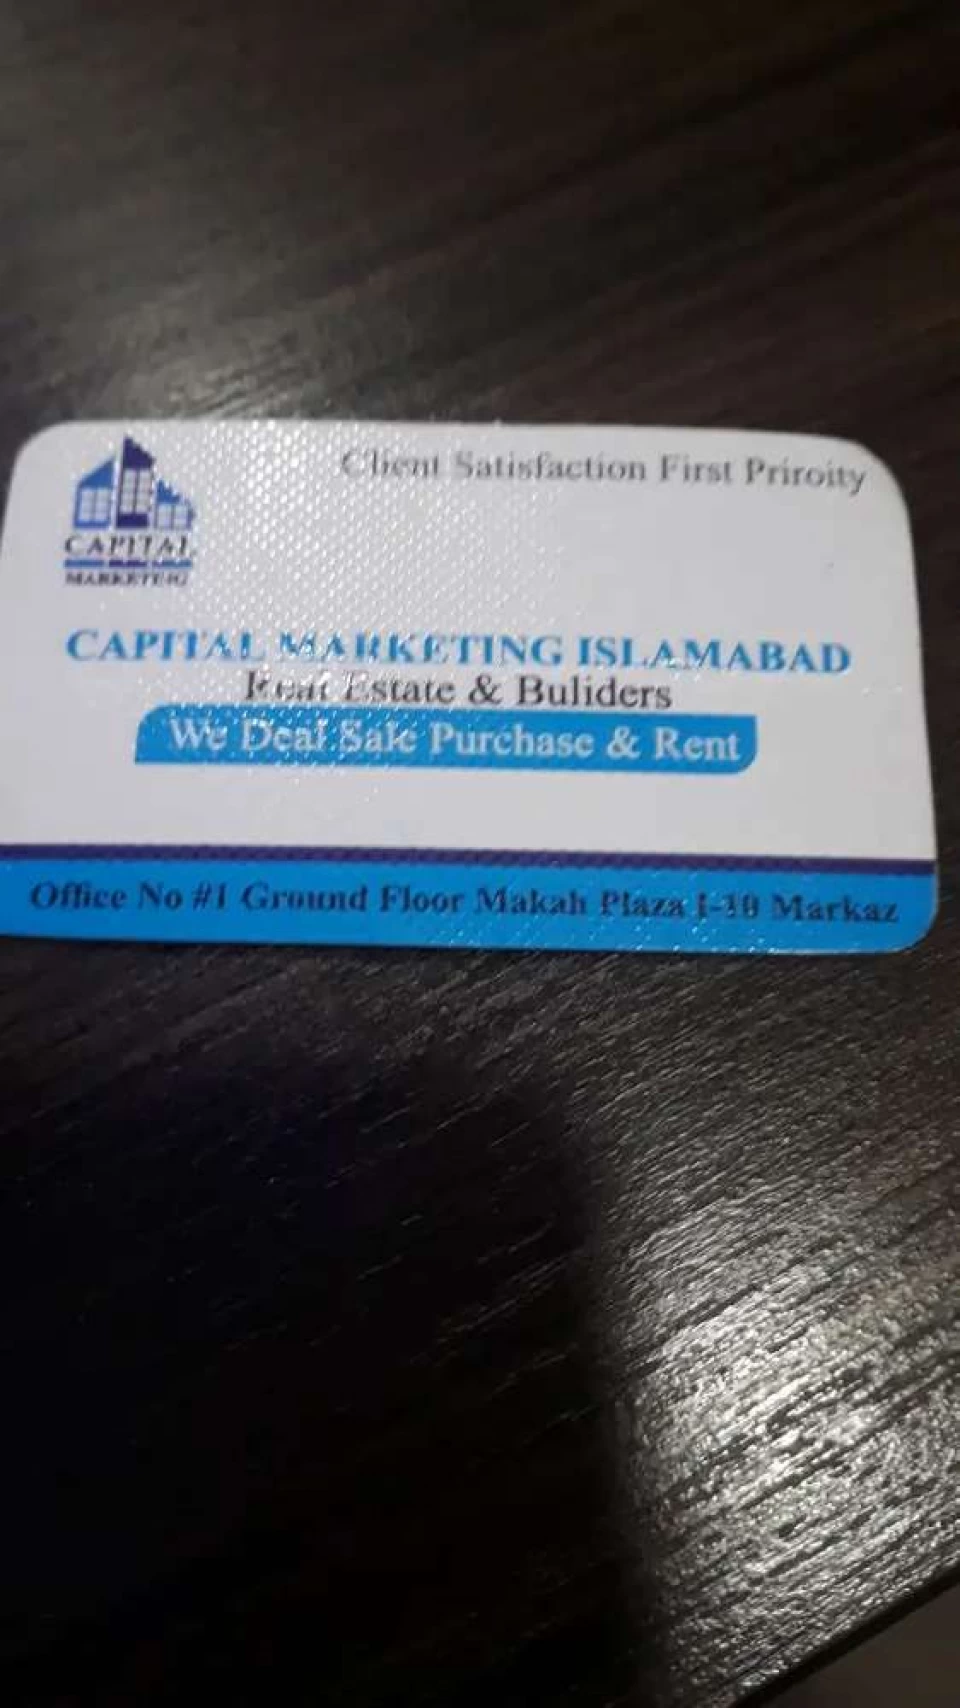 Client Satisfaction First Priroity
CAPITAL
MARKETING
CAPITAL MARKETING ISLAMABAD
Real Estate & Buliders
We Deal Sale Purchase & Rent
Office No #1 Ground Floor Makah Plaza I-10 Markaz